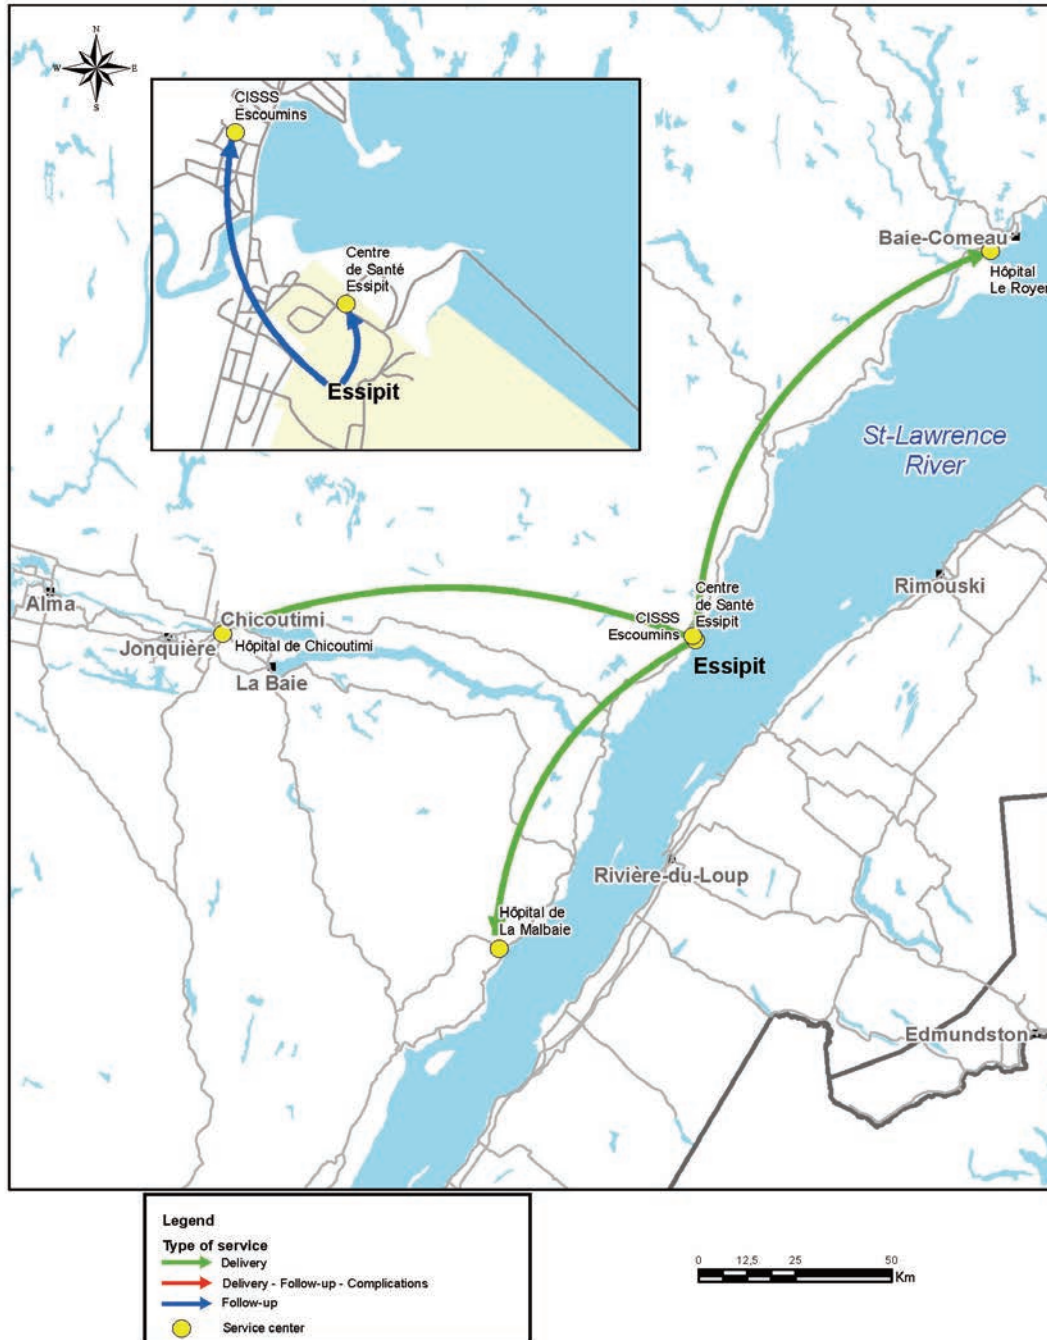 N
W
E
S
CISSS
Escoumins
Centre
de Santé
Essipit
Essipit
Baie-Comeau
Hôpital
Le Royer
St-Lawrence
River
Alma
Chicoutimi
Jonquière
Hôpital de Chicoutimi
La Baie
CISSS
Escoumins
Centre
de Santé
Essipit
Essipit
Rimouski
Rivière-du-Loup
Hôpital de
La Malbaie
Edmundston
Legend
Type of service
Delivery
Delivery - Follow-up - Complications
Follow-up
Service center
0 12,5 25 50
Km